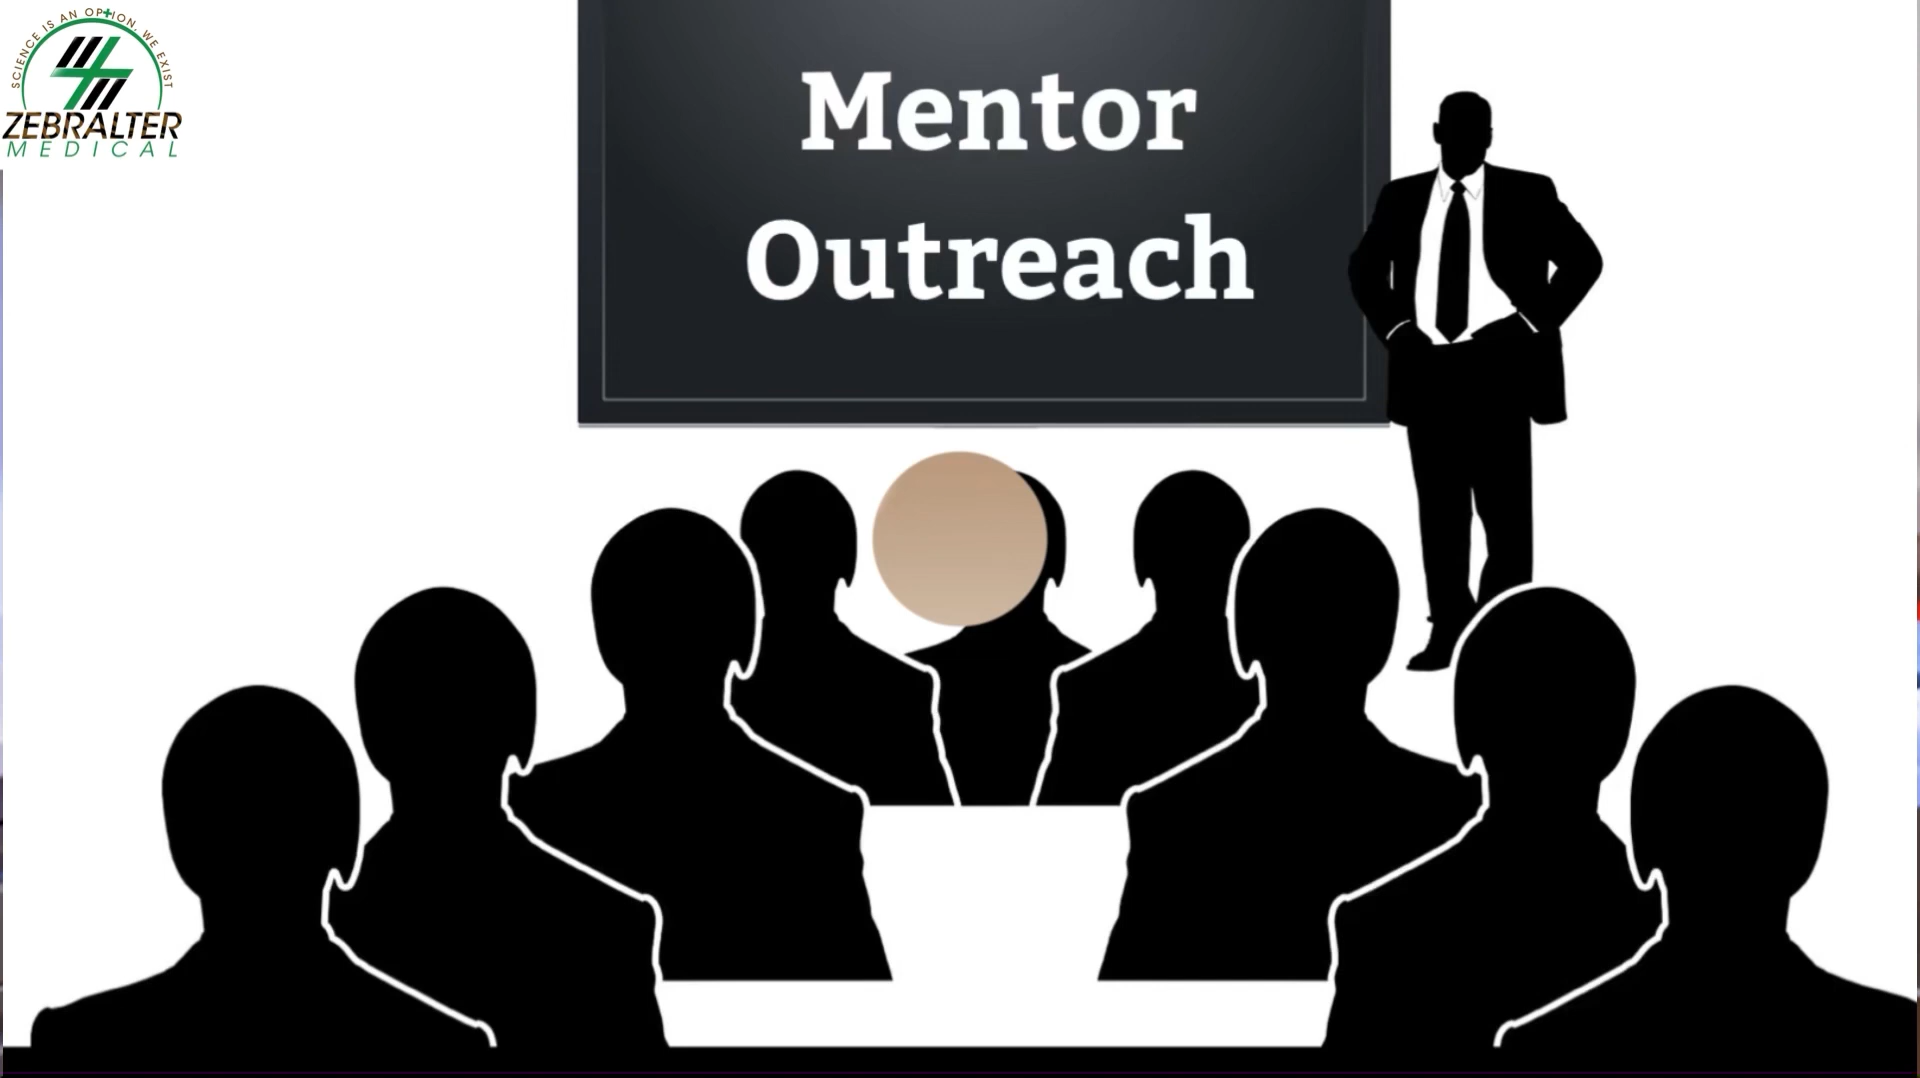 SCIENCE IS AN OPTION, WE EXIST
ZEBRALTER
MEDICAL
Mentor
Outreach